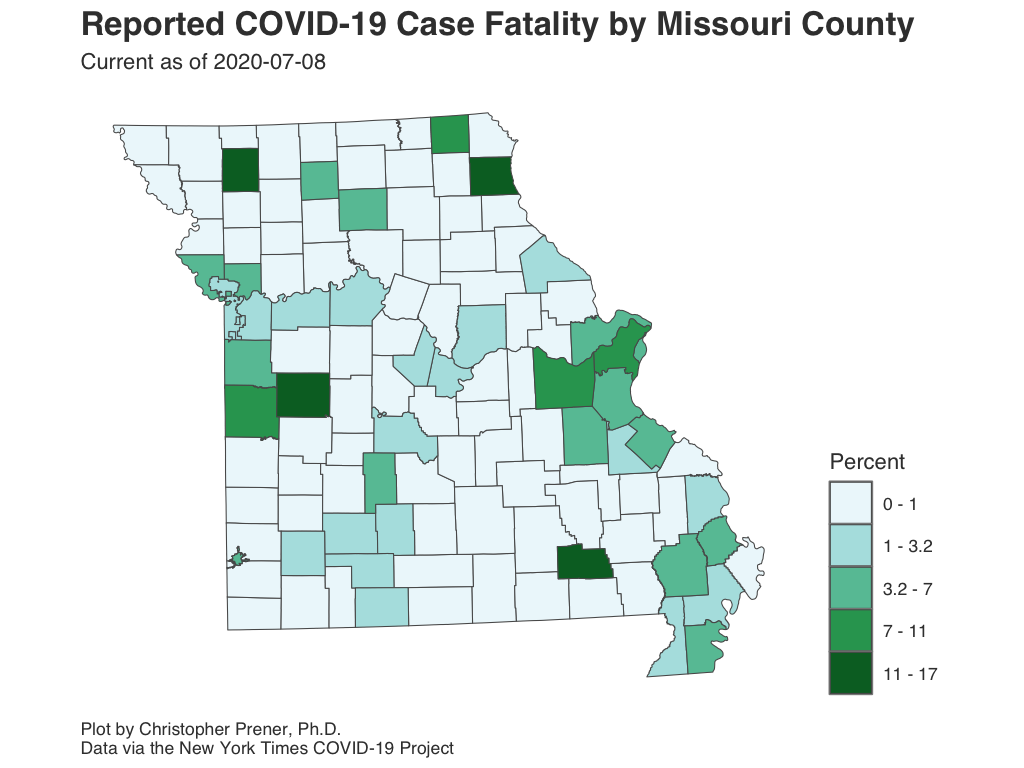 Reported COVID-19 Case Fatality by Missouri County
Current as of 2020-07-08
Percent
0 - 1
1 - 3.2
3.2 - 7
7 - 11
11 - 17
Plot by Christopher Prener, Ph.D.
Data via the New York Times COVID-19 Project